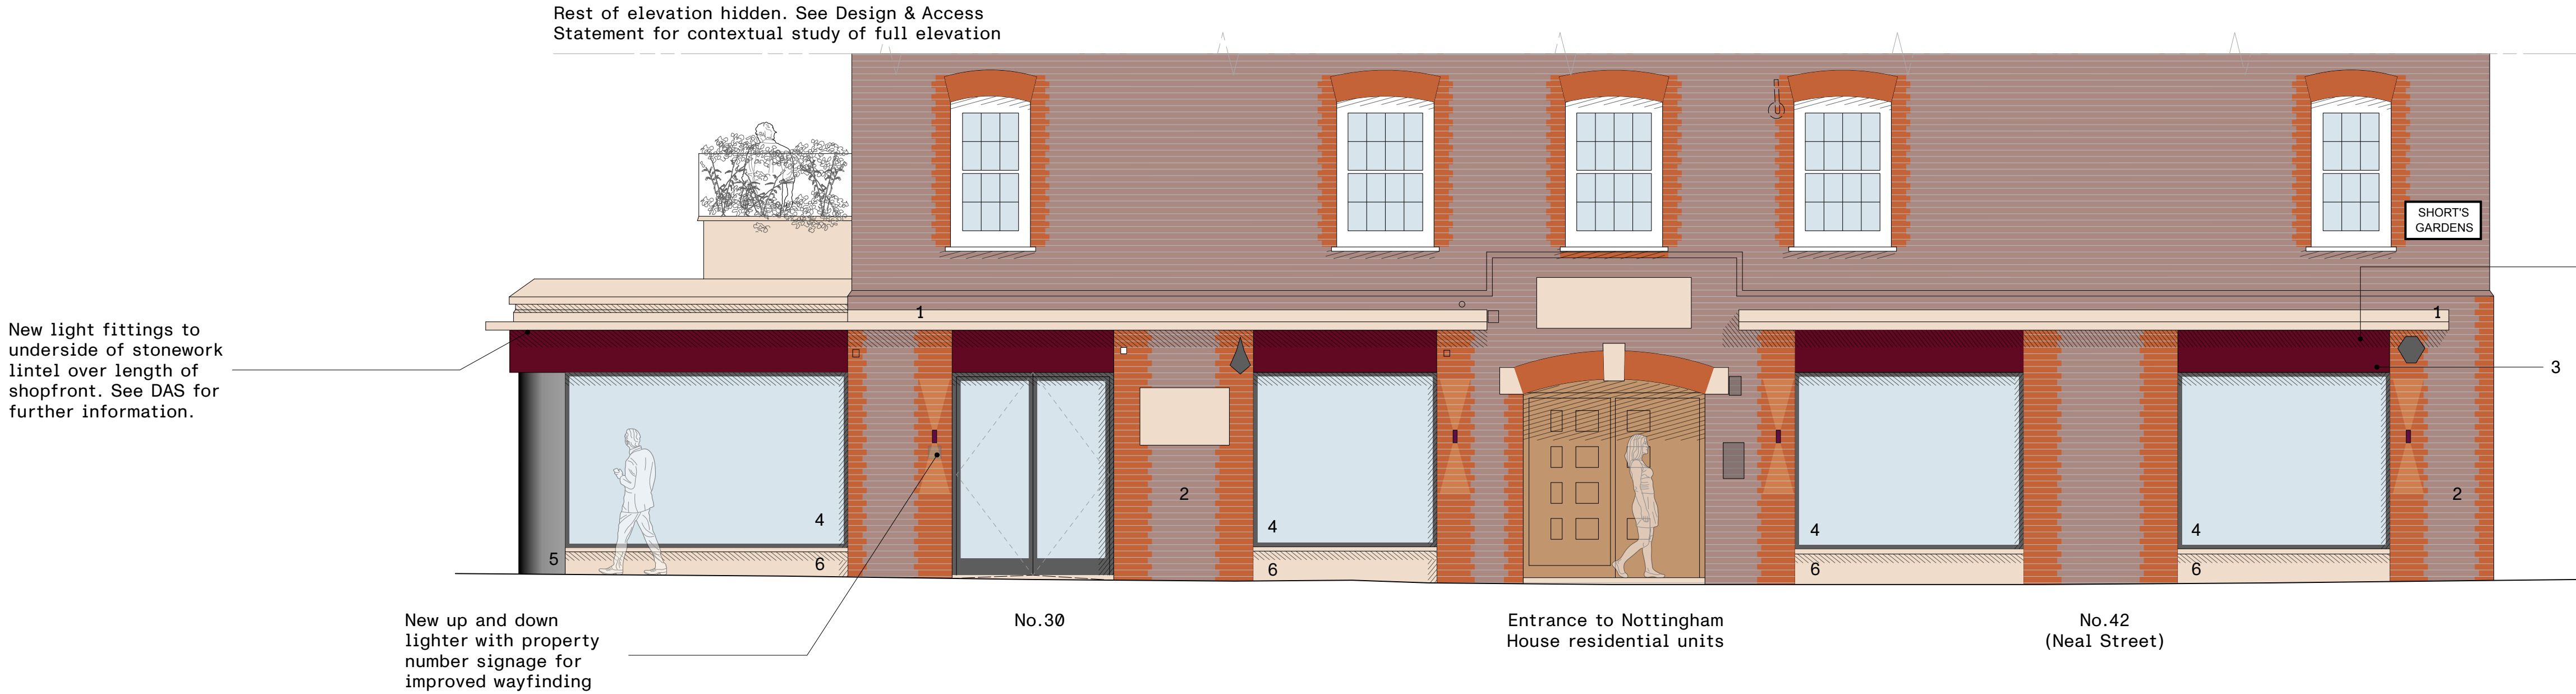 Rest of elevation hidden. See Design & Access
Statement for contextual study of full elevation
SHORT'S
GARDENS
New light fittings to
underside of stonework
lintel over length of
shopfront. See DAS for
further information.
1
1
3
2
2
4
4
4
4
5
6
6
6
6
New up and down
lighter with property
number signage for
improved wayfinding
No.30
Entrance to Nottingham
House residential units
No.42
(Neal Street)